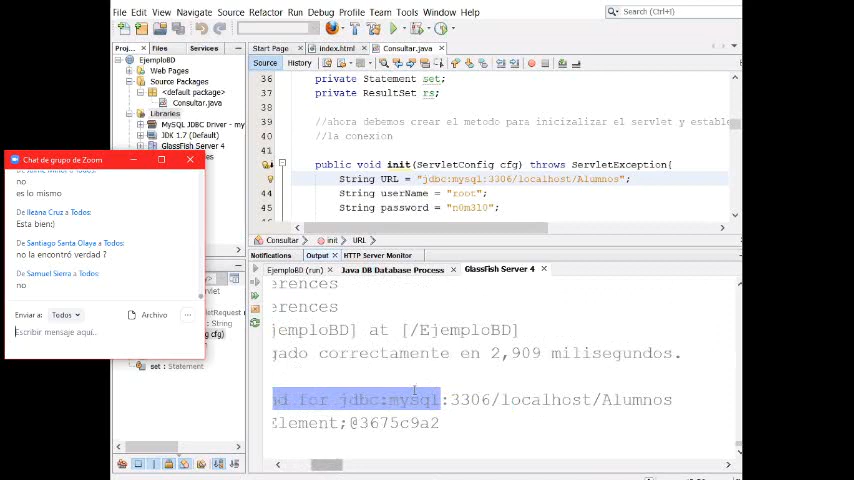 File Edit View Navigate Source Refactor Run Debug Profile Team Tools Window Help
Search (Ctrl+I)
Proj... Files Services
Start Page index.html Consultar.java
Source History
EjemploBD
Web Pages
Source Packages
<default package>
Consultar.java
Libraries
MySQL JDBC Driver - my
JDK 1.7 (Default)
GlassFish Server 4
36 private Statement set;
37 private ResultSet rs;
38
39 //ahora debemos crear el metodo para inicizializar el servlet y estable
40 //la conexion
41
public void init(ServletConfig cfg) throws ServletException{
String URL = "jdbc:mysql:3306/localhost/Alumnos";
44 String userName = "root";
45 String password = "n0m3l0";
Consultar init URL
Chat de grupo de Zoom
no
es lo mismo
De Ileana Cruz a Todos:
Esta bien:)
De Santiago Santa Olaya a Todos:
no la encontró verdad ?
De Samuel Sierra a Todos:
no
Enviar a: Todos Archivo ...
Escribir mensaje aquí...
set : Statement
Notifications Output HTTP Server Monitor
EjemploBD (run) Java DB Database Process GlassFish Server 4
erences
erences
jemploBD] at [/EjemploBD]
gado correctamente en 2,909 milisegundos.
nd for jdbc:mysql:3306/localhost/Alumnos
Element;@3675c9a2